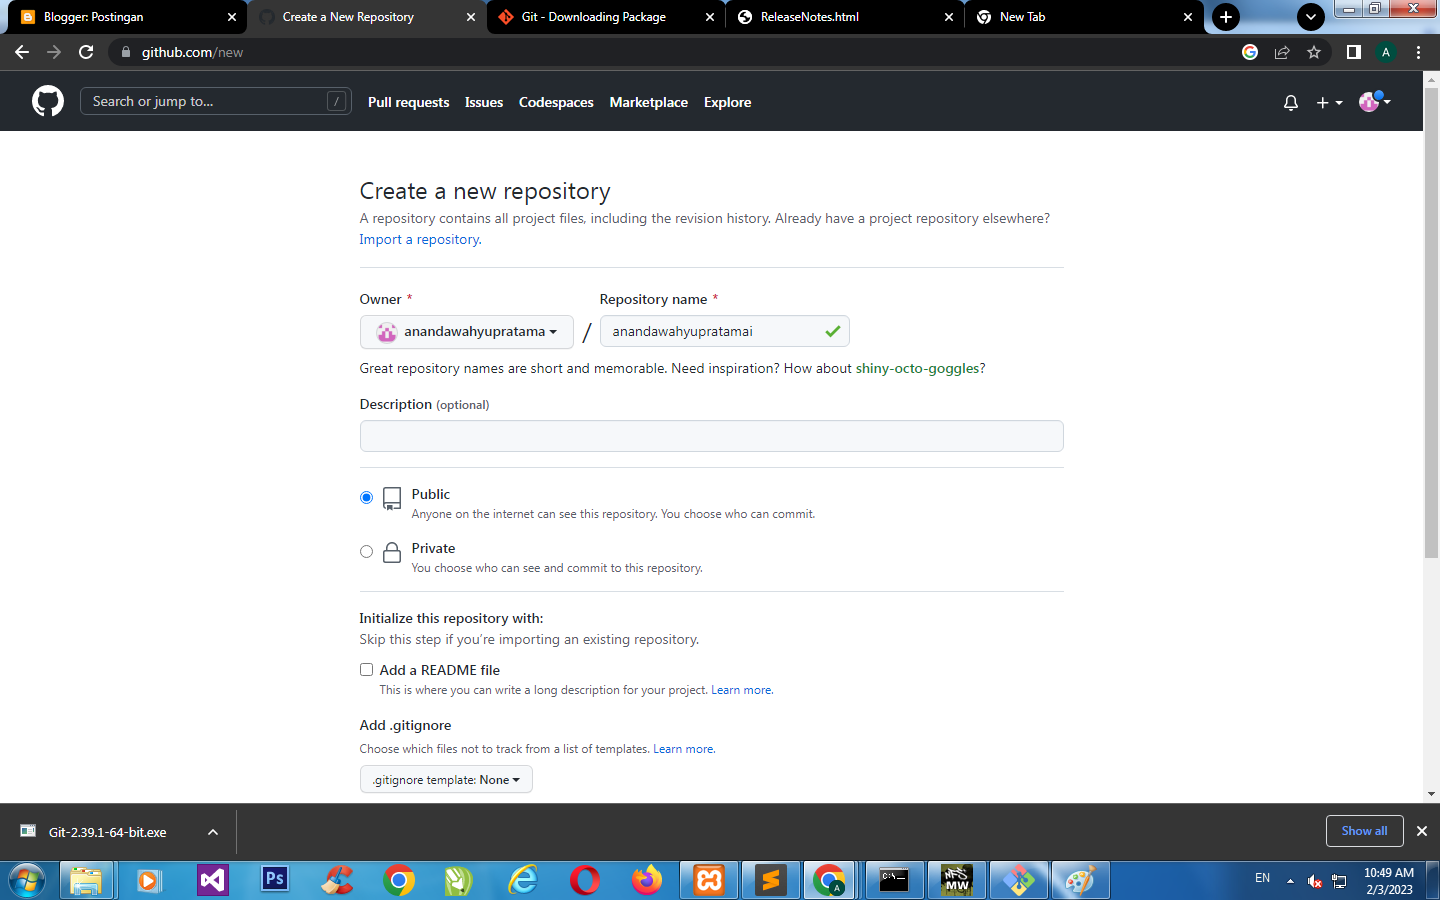 Blogger: Postingan
Create a New Repository
Git - Downloading Package
ReleaseNotes.html
New Tab
github.com/new
A
Search or jump to...
/
Pull requests
Issues
Codespaces
Marketplace
Explore
Create a new repository
A repository contains all project files, including the revision history. Already have a project repository elsewhere?
Import a repository.
Owner *
Repository name *
anandawahyupratama
/
anandawahyupratamai
Great repository names are short and memorable. Need inspiration? How about shiny-octo-goggles?
Description (optional)
Public
Anyone on the internet can see this repository. You choose who can commit.
Private
You choose who can see and commit to this repository.
Initialize this repository with:
Skip this step if you're importing an existing repository.
Add a README file
This is where you can write a long description for your project. Learn more.
Add .gitignore
Choose which files not to track from a list of templates. Learn more.
.gitignore template: None
Git-2.39.1-64-bit.exe
Show all
Ps
A
C:\_
NFS
MW
EN
10:49 AM
2/3/2023